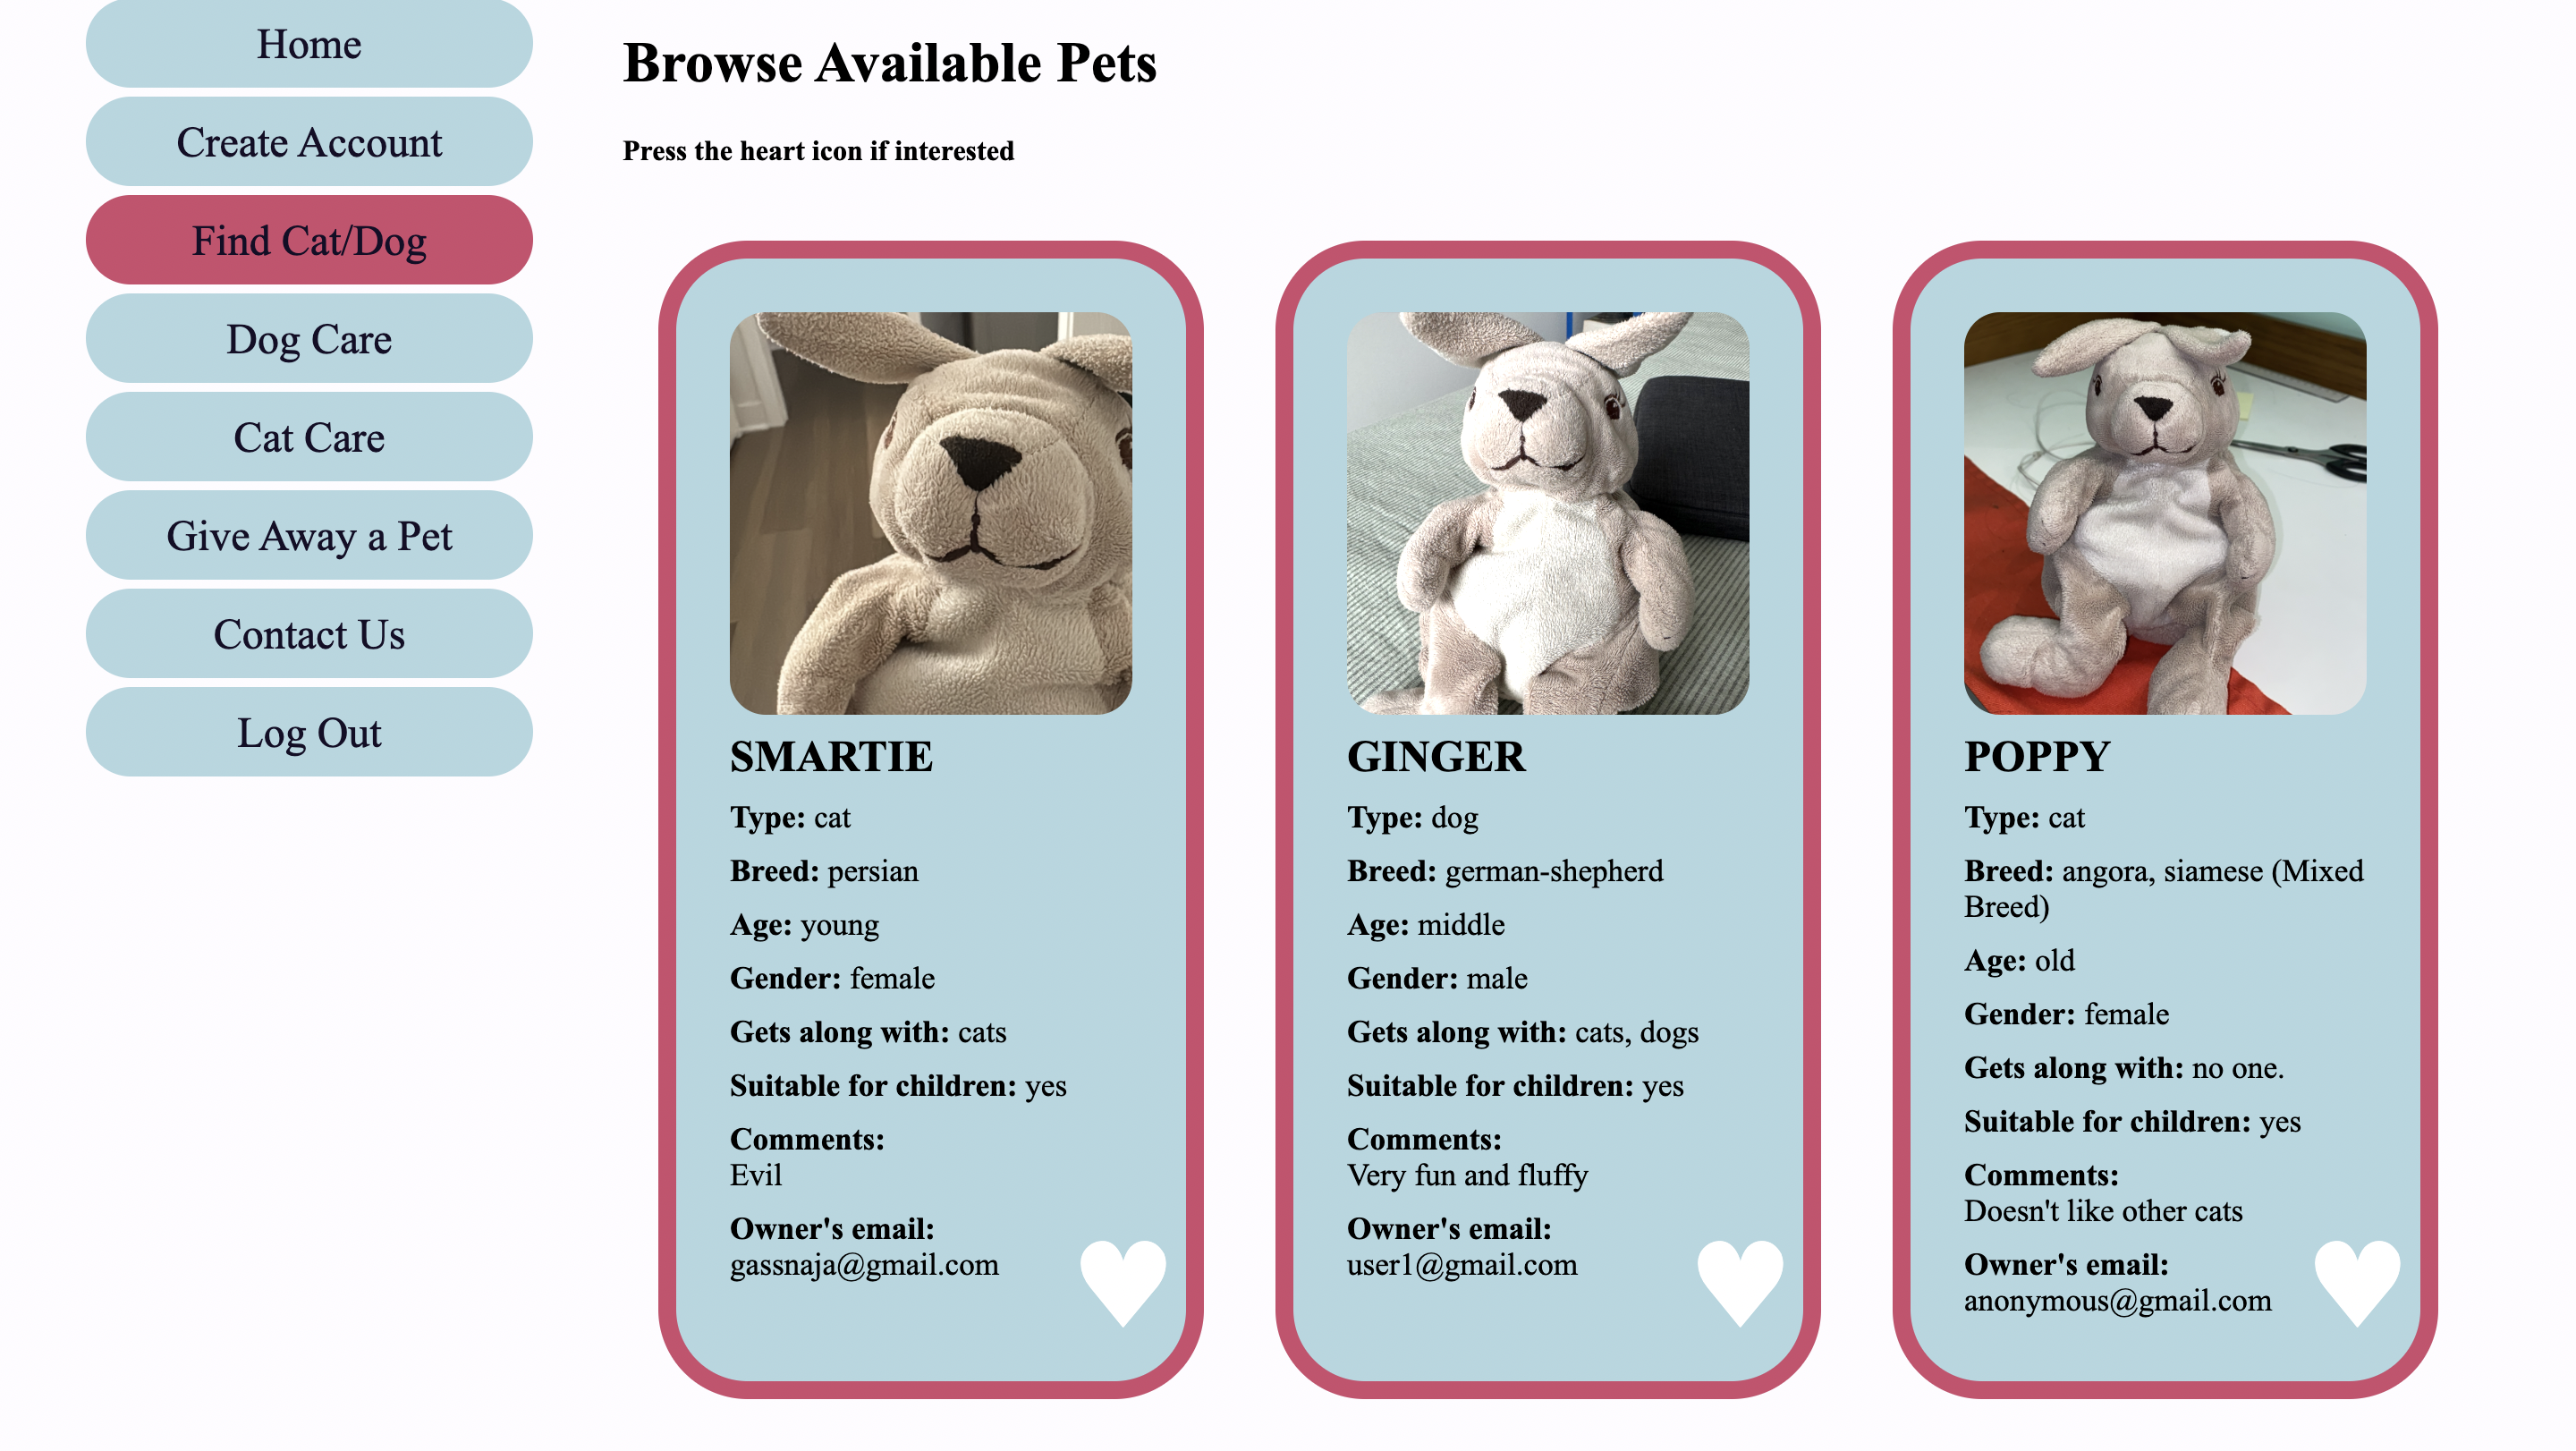 Home
Create Account
Find Cat/Dog
Dog Care
Cat Care
Give Away a Pet
Contact Us
Log Out
Browse Available Pets
Press the heart icon if interested
SMARTIE
Type: cat
Breed: persian
Age: young
Gender: female
Gets along with: cats
Suitable for children: yes
Comments:
Evil
Owner's email:
gassnaja@gmail.com
GINGER
Type: dog
Breed: german-shepherd
Age: middle
Gender: male
Gets along with: cats, dogs
Suitable for children: yes
Comments:
Very fun and fluffy
Owner's email:
user1@gmail.com
POPPY
Type: cat
Breed: angora, siamese (Mixed
Breed)
Age: old
Gender: female
Gets along with: no one.
Suitable for children: yes
Comments:
Doesn't like other cats
Owner's email:
anonymous@gmail.com